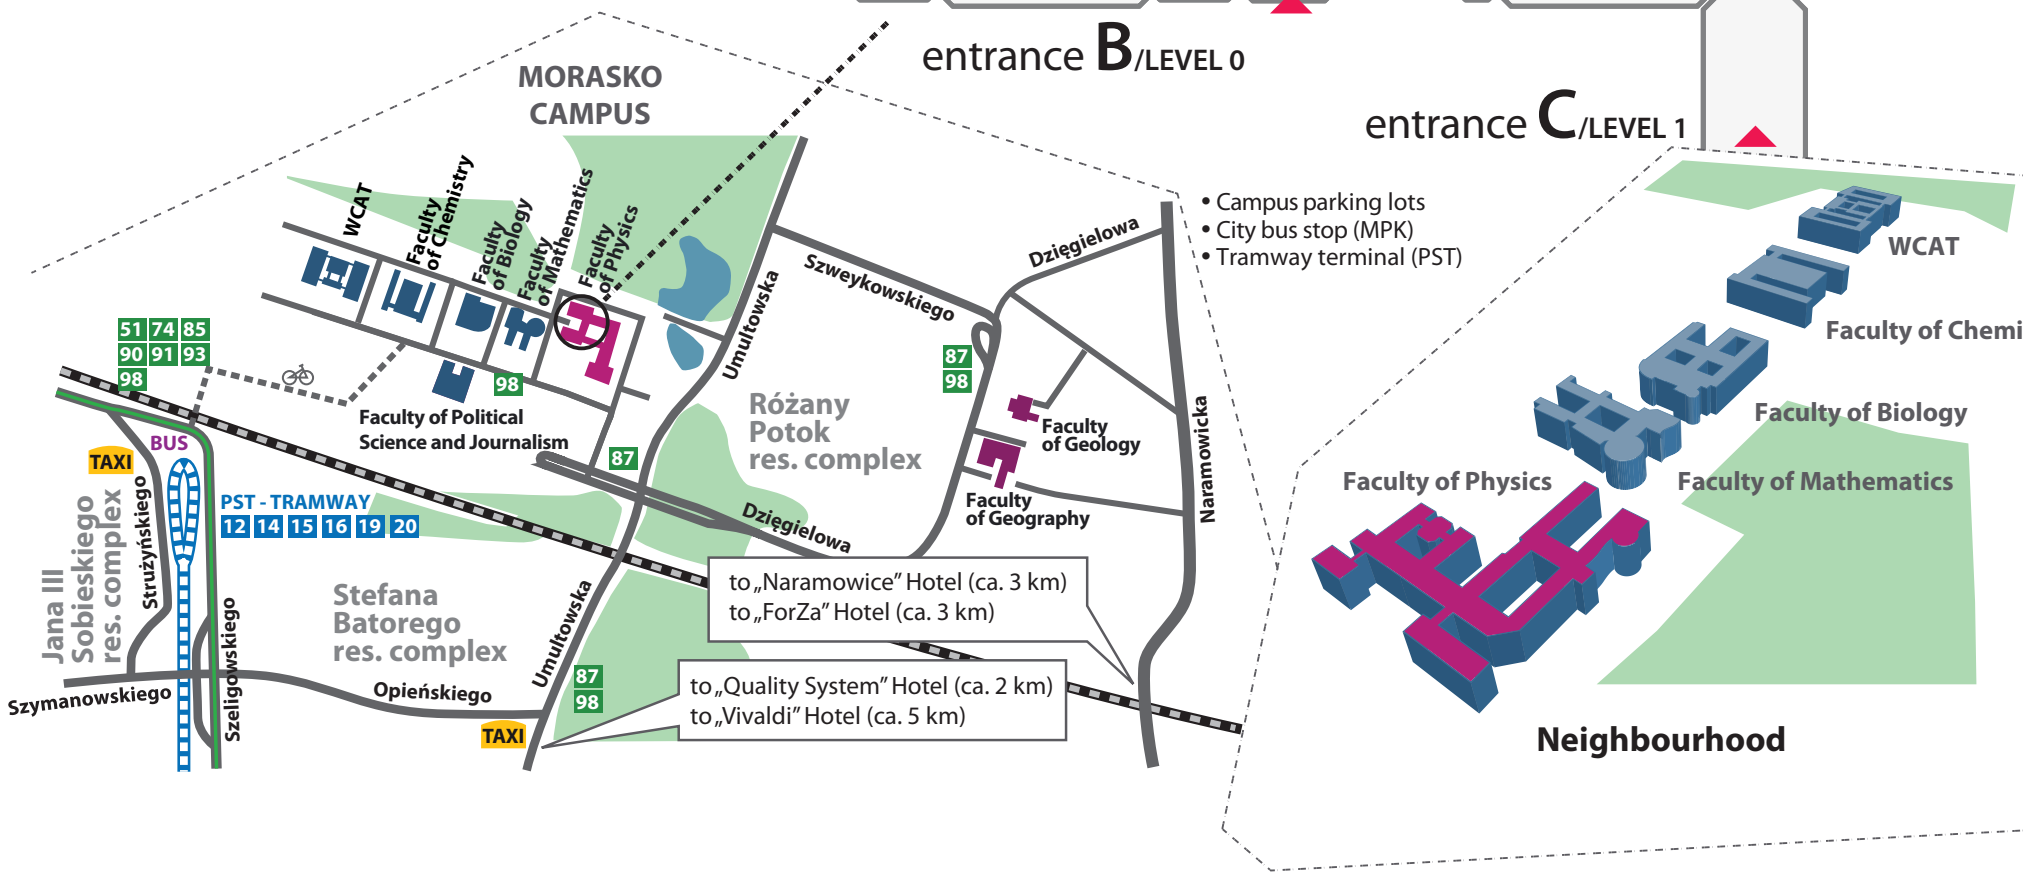 entrance B/LEVEL 0
entrance C/LEVEL 1
MORASKO
CAMPUS
• Campus parking lots
• City bus stop (MPK)
• Tramway terminal (PST)
WCAT
Faculty
of Chemistry
Faculty
of Biology
Faculty
of Mathematics
Faculty
of Physics
Umultowska
Szweykowskiego
Dzięgielowa
Naramowicka
51 74 85
90 91 93
98
98
87
98
87
Faculty of Political
Science and Journalism
Różany
Potok
res. complex
Faculty
of Geology
Faculty
of Geography
BUS
TAXI
PST - TRAMWAY
12 14 15 16 19 20
Jana III
Sobieskiego
res. complex
Strużyńskiego
Szeligowskiego
Szymanowskiego
Stefana
Batorego
res. complex
Opieńskiego
Umultowska
Dzięgielowa
87
98
TAXI
to „Naramowice” Hotel (ca. 3 km)
to „ForZa” Hotel (ca. 3 km)
to „Quality System” Hotel (ca. 2 km)
to „Vivaldi” Hotel (ca. 5 km)
WCAT
Faculty of Chemi
Faculty of Biology
Faculty of Mathematics
Faculty of Physics
Neighbourhood